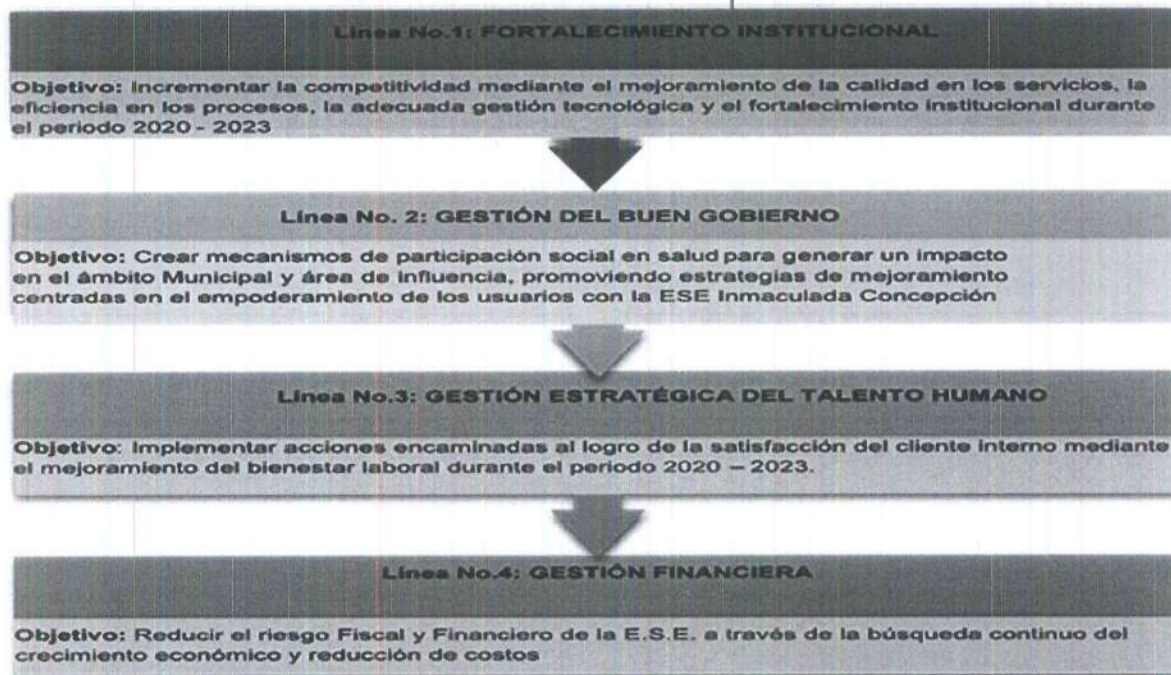 Línea No.1: FORTALECIMIENTO INSTITUCIONAL
Objetivo: Incrementar la competitividad mediante el mejoramiento de la calidad en los servicios, la
eficiencia en los procesos, la adecuada gestión tecnológica y el fortalecimiento institucional durante
el periodo 2020 - 2023
Línea No. 2: GESTIÓN DEL BUEN GOBIERNO
Objetivo: Crear mecanismos de participación social en salud para generar un impacto
en el ámbito Municipal y área de influencia, promoviendo estrategias de mejoramiento
centradas en el empoderamiento de los usuarios con la ESE Inmaculada Concepción
Línea No.3: GESTIÓN ESTRATÉGICA DEL TALENTO HUMANO
Objetivo: Implementar acciones encaminadas al logro de la satisfacción del cliente interno mediante
el mejoramiento del bienestar laboral durante el periodo 2020 – 2023.
Línea No.4: GESTIÓN FINANCIERA
Objetivo: Reducir el riesgo Fiscal y Financiero de la E.S.E. a través de la búsqueda continuo del
crecimiento económico y reducción de costos